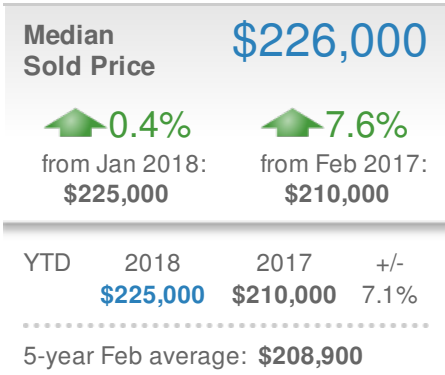 Median
Sold Price
$226,000
0.4%
from Jan 2018:
$225,000
7.6%
from Feb 2017:
$210,000
YTD 2018 2017 +/-
$225,000 $210,000 7.1%
5-year Feb average: $208,900